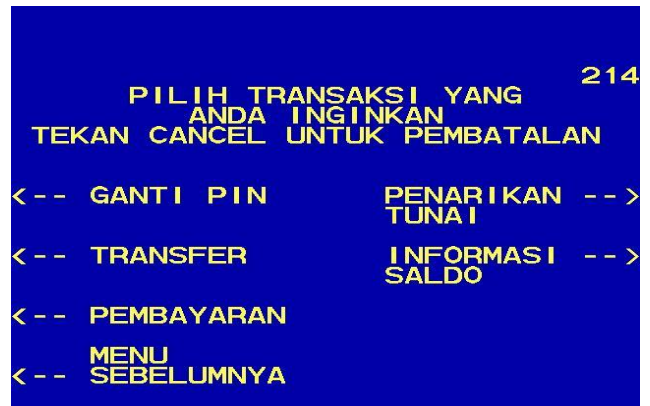 214
PILIH TRANSAKSI YANG
ANDA INGINKAN
TEKAN CANCEL UNTUK PEMBATALAN
<-- GANTI PIN
PENARIKAN -->
TUNAI
<-- TRANSFER
INFORMASI -->
SALDO
<-- PEMBAYARAN
MENU
<-- SEBELUMNYA